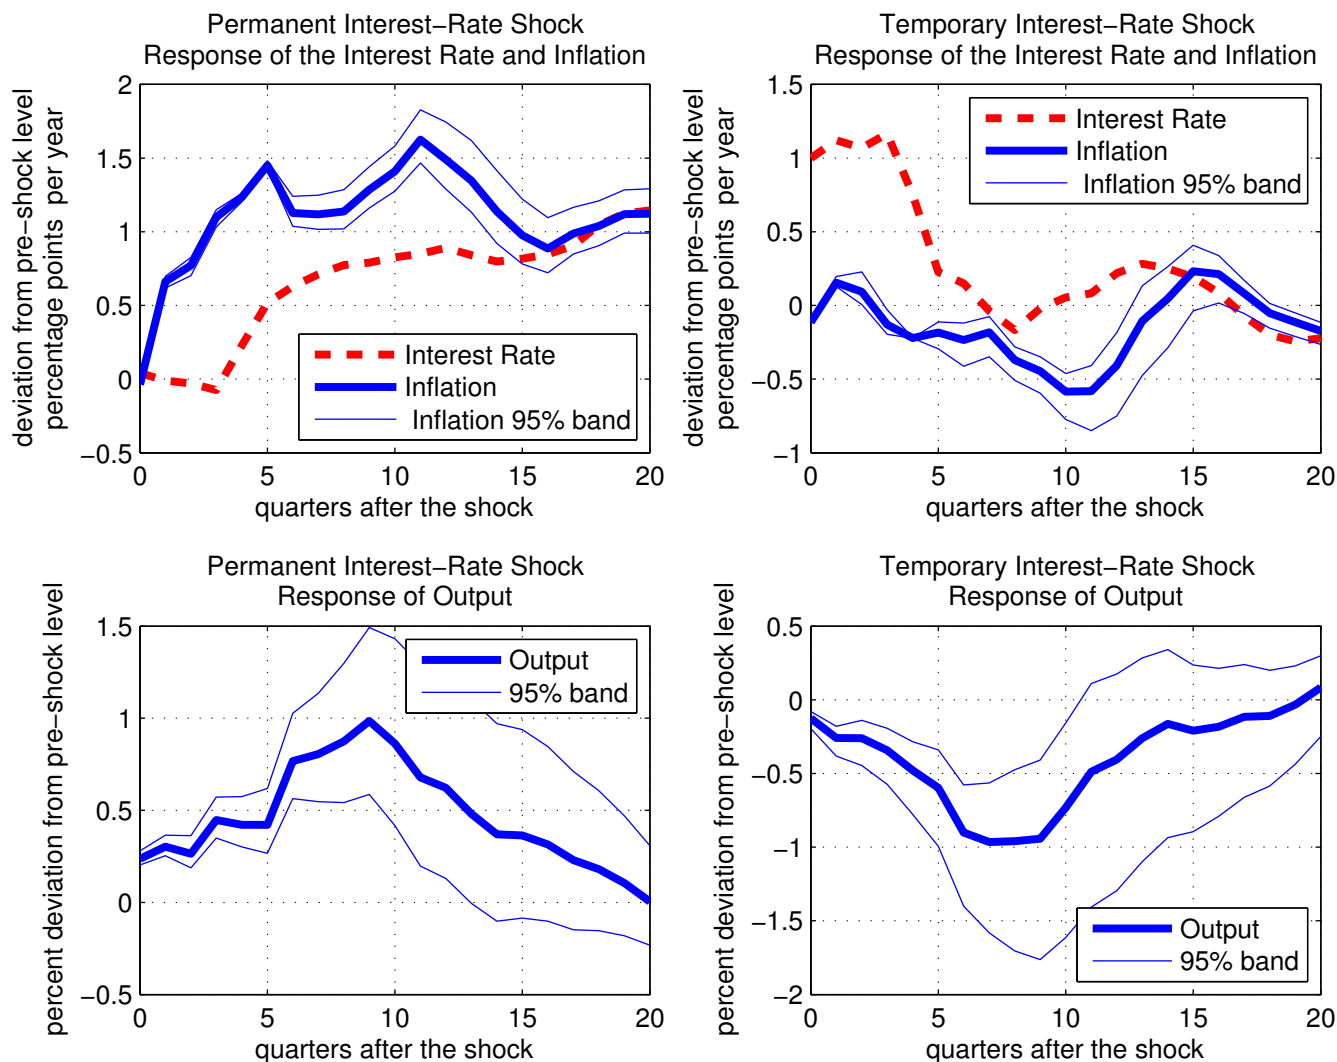 Permanent Interest−Rate Shock
Response of the Interest Rate and Inflation
deviation from pre−shock level
percentage points per year
2
1.5
1
0.5
0
−0.5
Interest Rate
Inflation
Inflation 95% band
0 5 10 15 20
quarters after the shock
Temporary Interest−Rate Shock
Response of the Interest Rate and Inflation
deviation from pre−shock level
percentage points per year
1.5
1
0.5
0
−0.5
−1
Interest Rate
Inflation
Inflation 95% band
0 5 10 15 20
quarters after the shock
Permanent Interest−Rate Shock
Response of Output
percent deviation from pre−shock level
1.5
1
0.5
0
−0.5
Output
95% band
0 5 10 15 20
quarters after the shock
Temporary Interest−Rate Shock
Response of Output
percent deviation from pre−shock level
0.5
0
−0.5
−1
−1.5
−2
Output
95% band
0 5 10 15 20
quarters after the shock